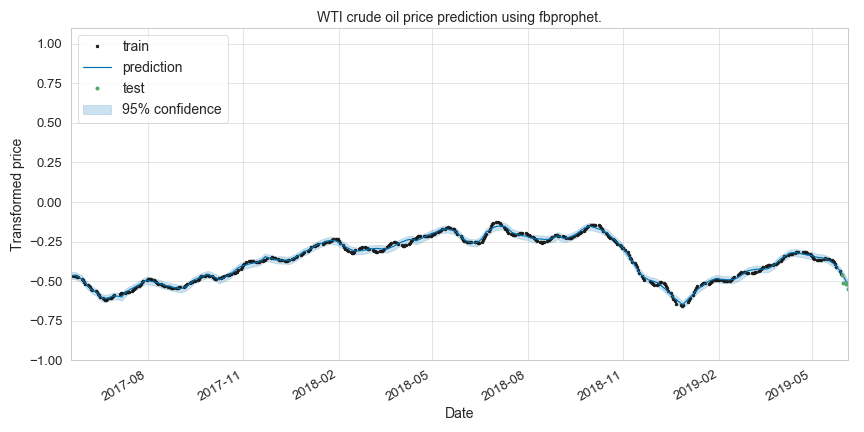 WTI crude oil price prediction using fbprophet.
train
prediction
test
95% confidence
1.00
0.75
0.50
0.25
0.00
−0.25
−0.50
−0.75
−1.00
Transformed price
2017-08
2017-11
2018-02
2018-05
2018-08
2018-11
2019-02
2019-05
Date